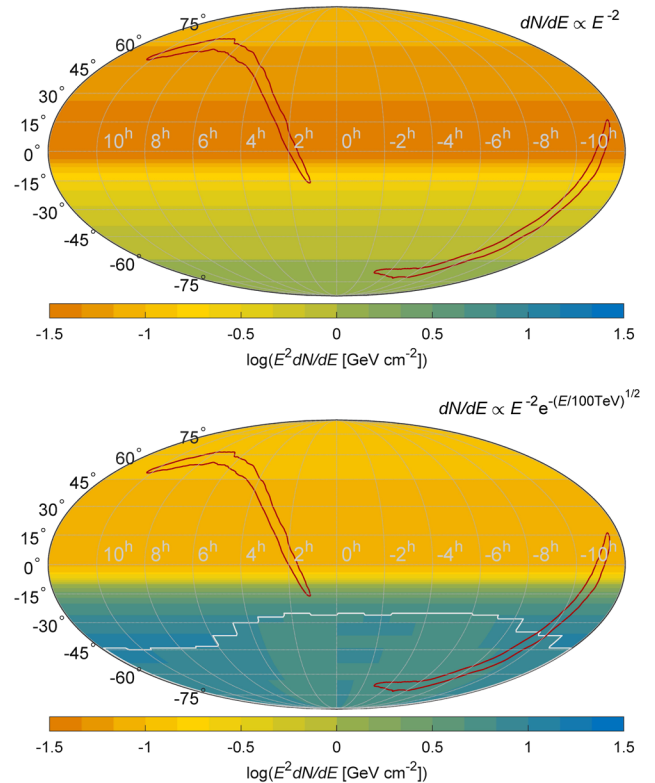 dN/dE ∝ E⁻²
75°
60°
45°
30°
15°
0°
-15°
-30°
-45°
-60°
-75°
10ʰ 8ʰ 6ʰ 4ʰ 2ʰ 0ʰ -2ʰ -4ʰ -6ʰ -8ʰ -10ʰ
-1.5 -1 -0.5 0 0.5 1 1.5
log(E²dN/dE [GeV cm⁻²])
dN/dE ∝ E⁻²e^-(E/100TeV)^1/2
75°
60°
45°
30°
15°
0°
-15°
-30°
-45°
-60°
-75°
10ʰ 8ʰ 6ʰ 4ʰ 2ʰ 0ʰ -2ʰ -4ʰ -6ʰ -8ʰ -10ʰ
-1.5 -1 -0.5 0 0.5 1 1.5
log(E²dN/dE [GeV cm⁻²])